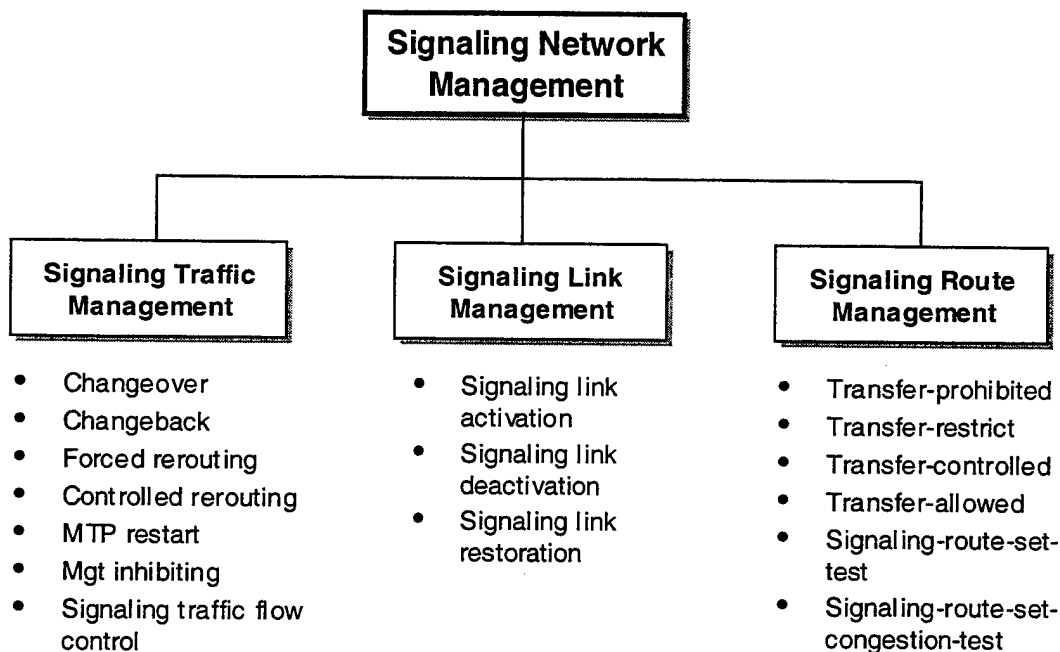 Signaling Network
Management
Signaling Traffic
Management
• Changeover
• Changeback
• Forced rerouting
• Controlled rerouting
• MTP restart
• Mgt inhibiting
• Signaling traffic flow
control
Signaling Link
Management
• Signaling link
activation
• Signaling link
deactivation
• Signaling link
restoration
Signaling Route
Management
• Transfer-prohibited
• Transfer-restrict
• Transfer-controlled
• Transfer-allowed
• Signaling-route-set-
test
• Signaling-route-set-
congestion-test